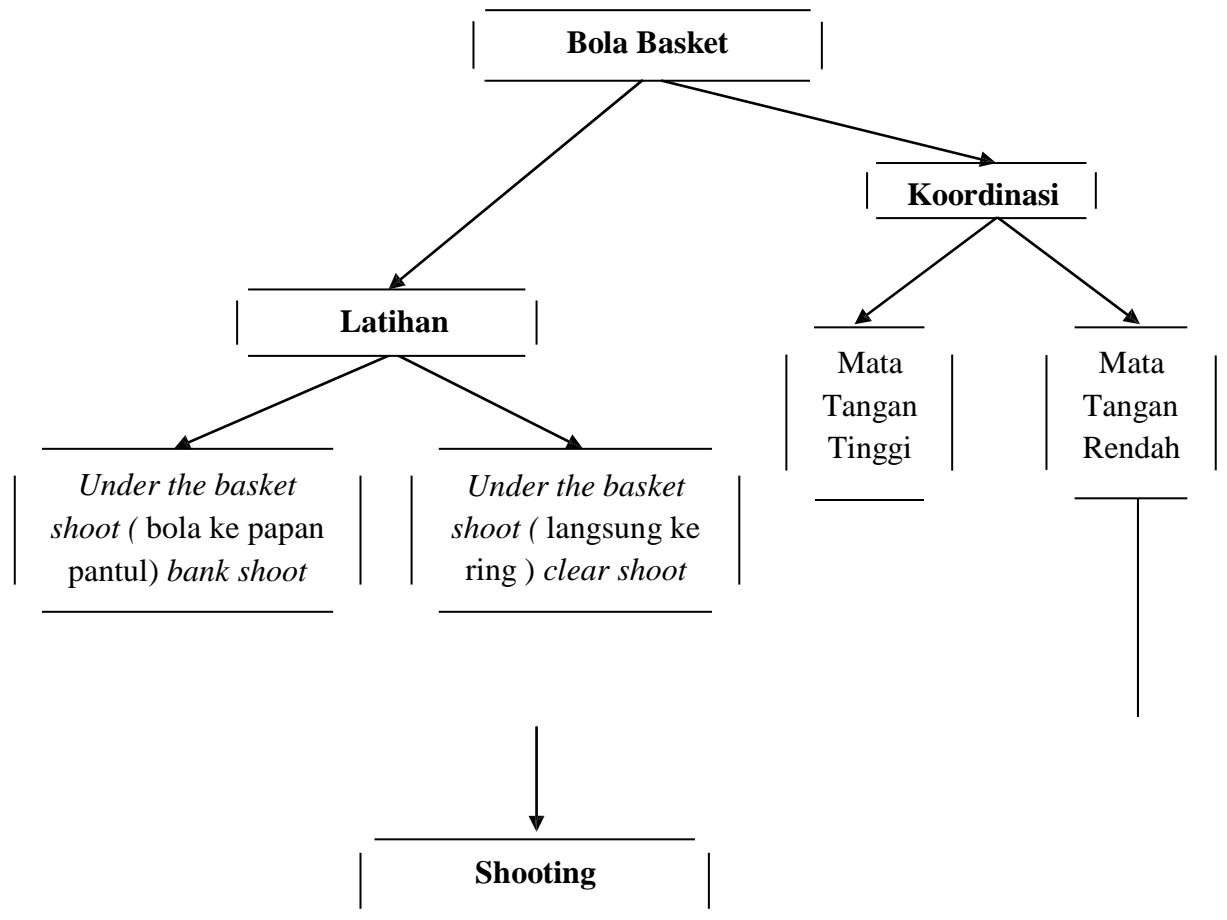 Bola Basket
Koordinasi
Latihan
Mata
Tangan
Tinggi
Mata
Tangan
Rendah
Under the basket
shoot ( bola ke papan
pantul) bank shoot
Under the basket
shoot ( langsung ke
ring ) clear shoot
Shooting